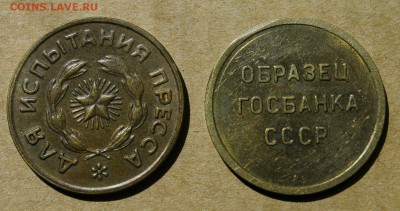 COINS.LAVE.RU
ДЛЯ ИСПЫТАНИЯ ПРЕССА
ОБРАЗЕЦ
ГОСБАНКА
СССР